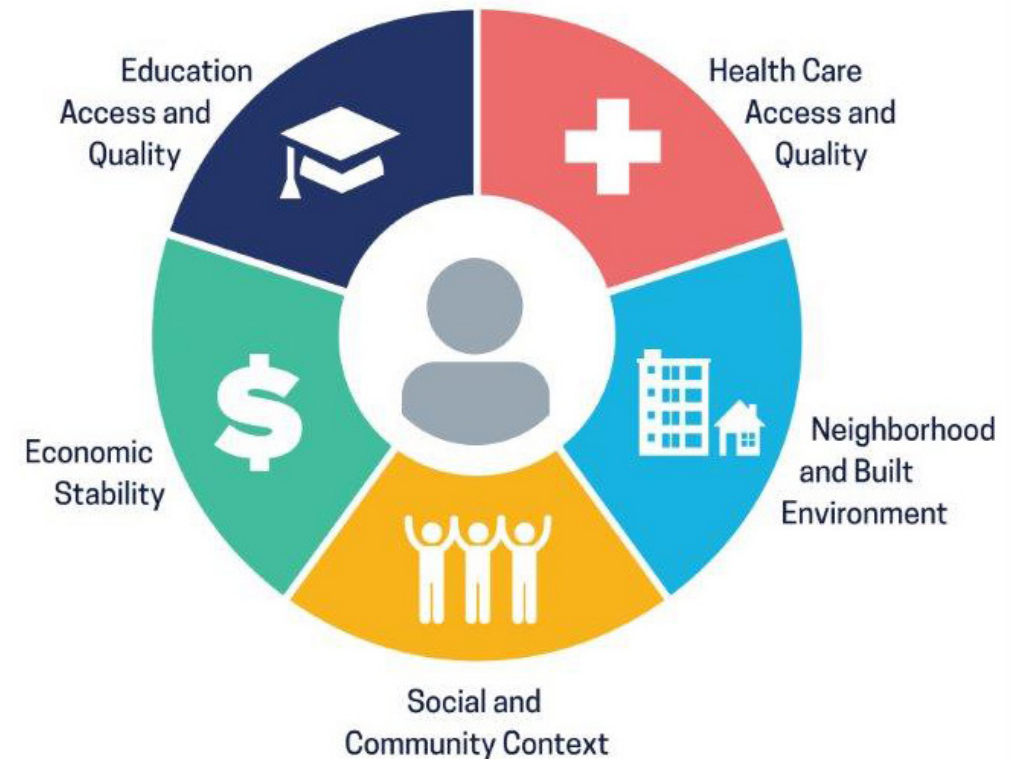 Education
Access and
Quality
Health Care
Access and
Quality
Economic
Stability
Neighborhood
and Built
Environment
Social and
Community Context